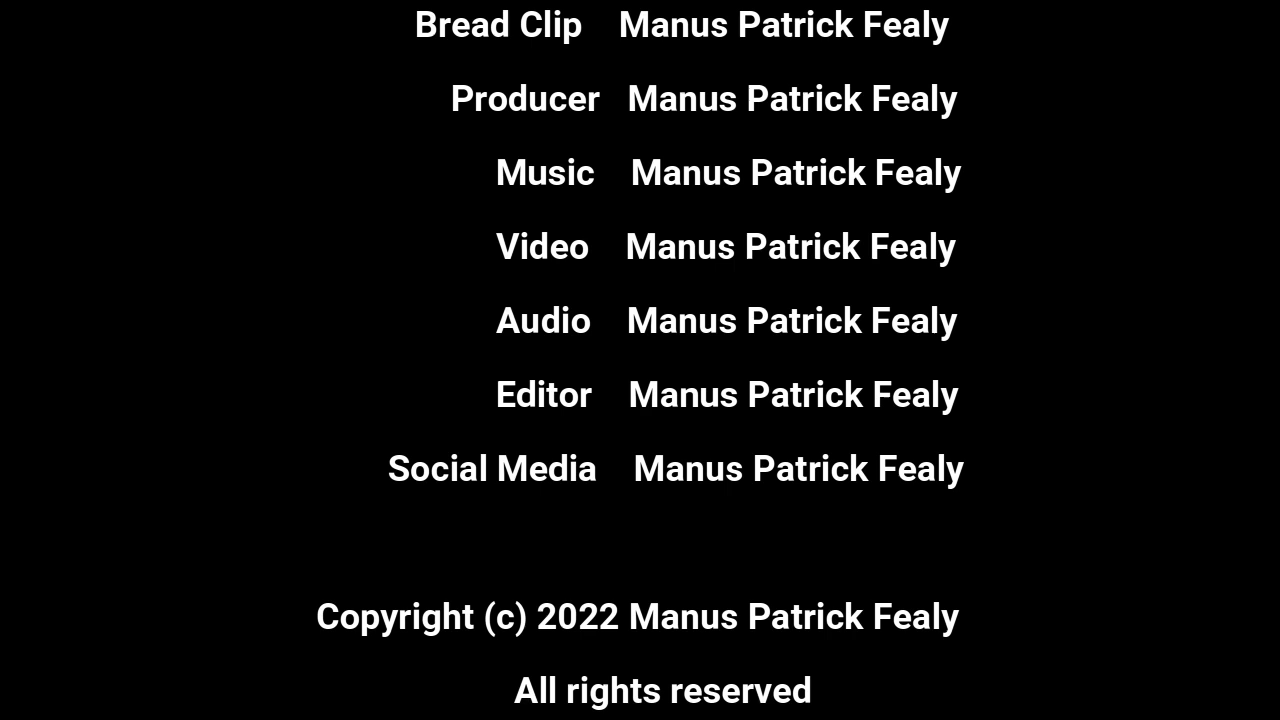 Bread Clip Manus Patrick Fealy
Producer Manus Patrick Fealy
Music Manus Patrick Fealy
Video Manus Patrick Fealy
Audio Manus Patrick Fealy
Editor Manus Patrick Fealy
Social Media Manus Patrick Fealy
Copyright (c) 2022 Manus Patrick Fealy
All rights reserved